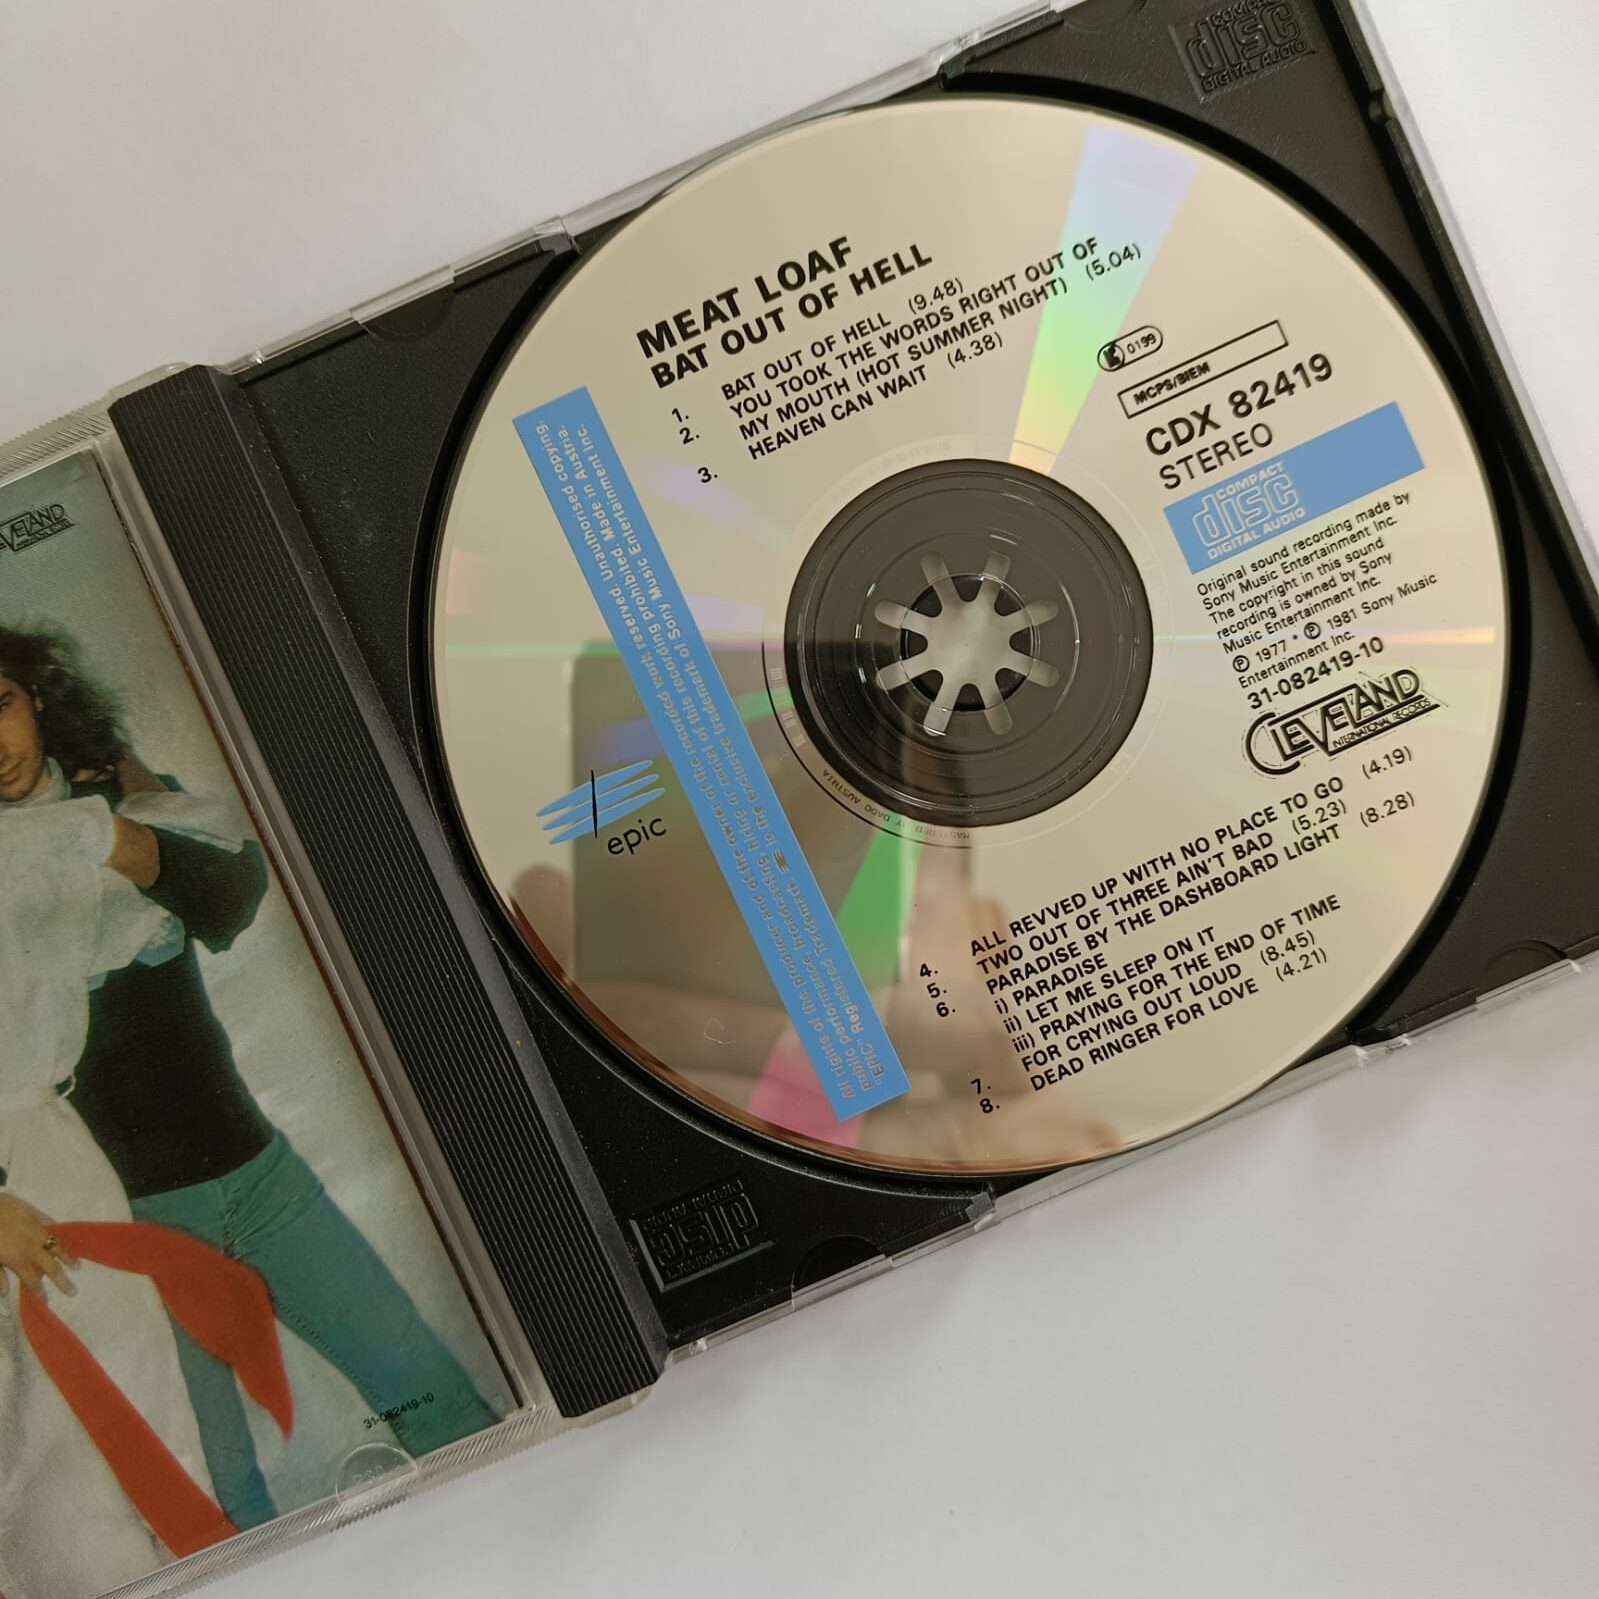 COMPACT
disc
DIGITAL AUDIO
MEAT LOAF
BAT OUT OF HELL
1. BAT OUT OF HELL (9.48)
2. YOU TOOK THE WORDS RIGHT OUT OF
MY MOUTH (HOT SUMMER NIGHT) (5.04)
3. HEAVEN CAN WAIT (4.38)
0199
MCPS/BIEM
CDX 82419
STEREO
COMPACT
disc
DIGITAL AUDIO
Original sound recording made by
Sony Music Entertainment Inc.
The copyright in this sound
recording is owned by Sony
Music Entertainment Inc.
Ⓟ 1977 • Ⓟ 1981 Sony Music
Entertainment Inc.
31-082419-10
CLEVELAND
INTERNATIONAL RECORDS
4. ALL REVVED UP WITH NO PLACE TO GO (4.19)
5. TWO OUT OF THREE AIN'T BAD (5.23)
6. PARADISE BY THE DASHBOARD LIGHT (8.28)
i) PARADISE
ii) LET ME SLEEP ON IT
iii) PRAYING FOR THE END OF TIME
7. FOR CRYING OUT LOUD (8.45)
8. DEAD RINGER FOR LOVE (4.21)
epic
All rights of the producer and of the owner of the recorded work reserved. Unauthorised copying,
public performance, broadcasting, hiring or rental of this recording prohibited. Made in Austria.
"EPIC" Registered Trademark. is the exclusive trademark of Sony Music Entertainment Inc.
MASTERED BY DADC AUSTRIA
disc
DIGITAL AUDIO
CLEVELAND
31-082419-10